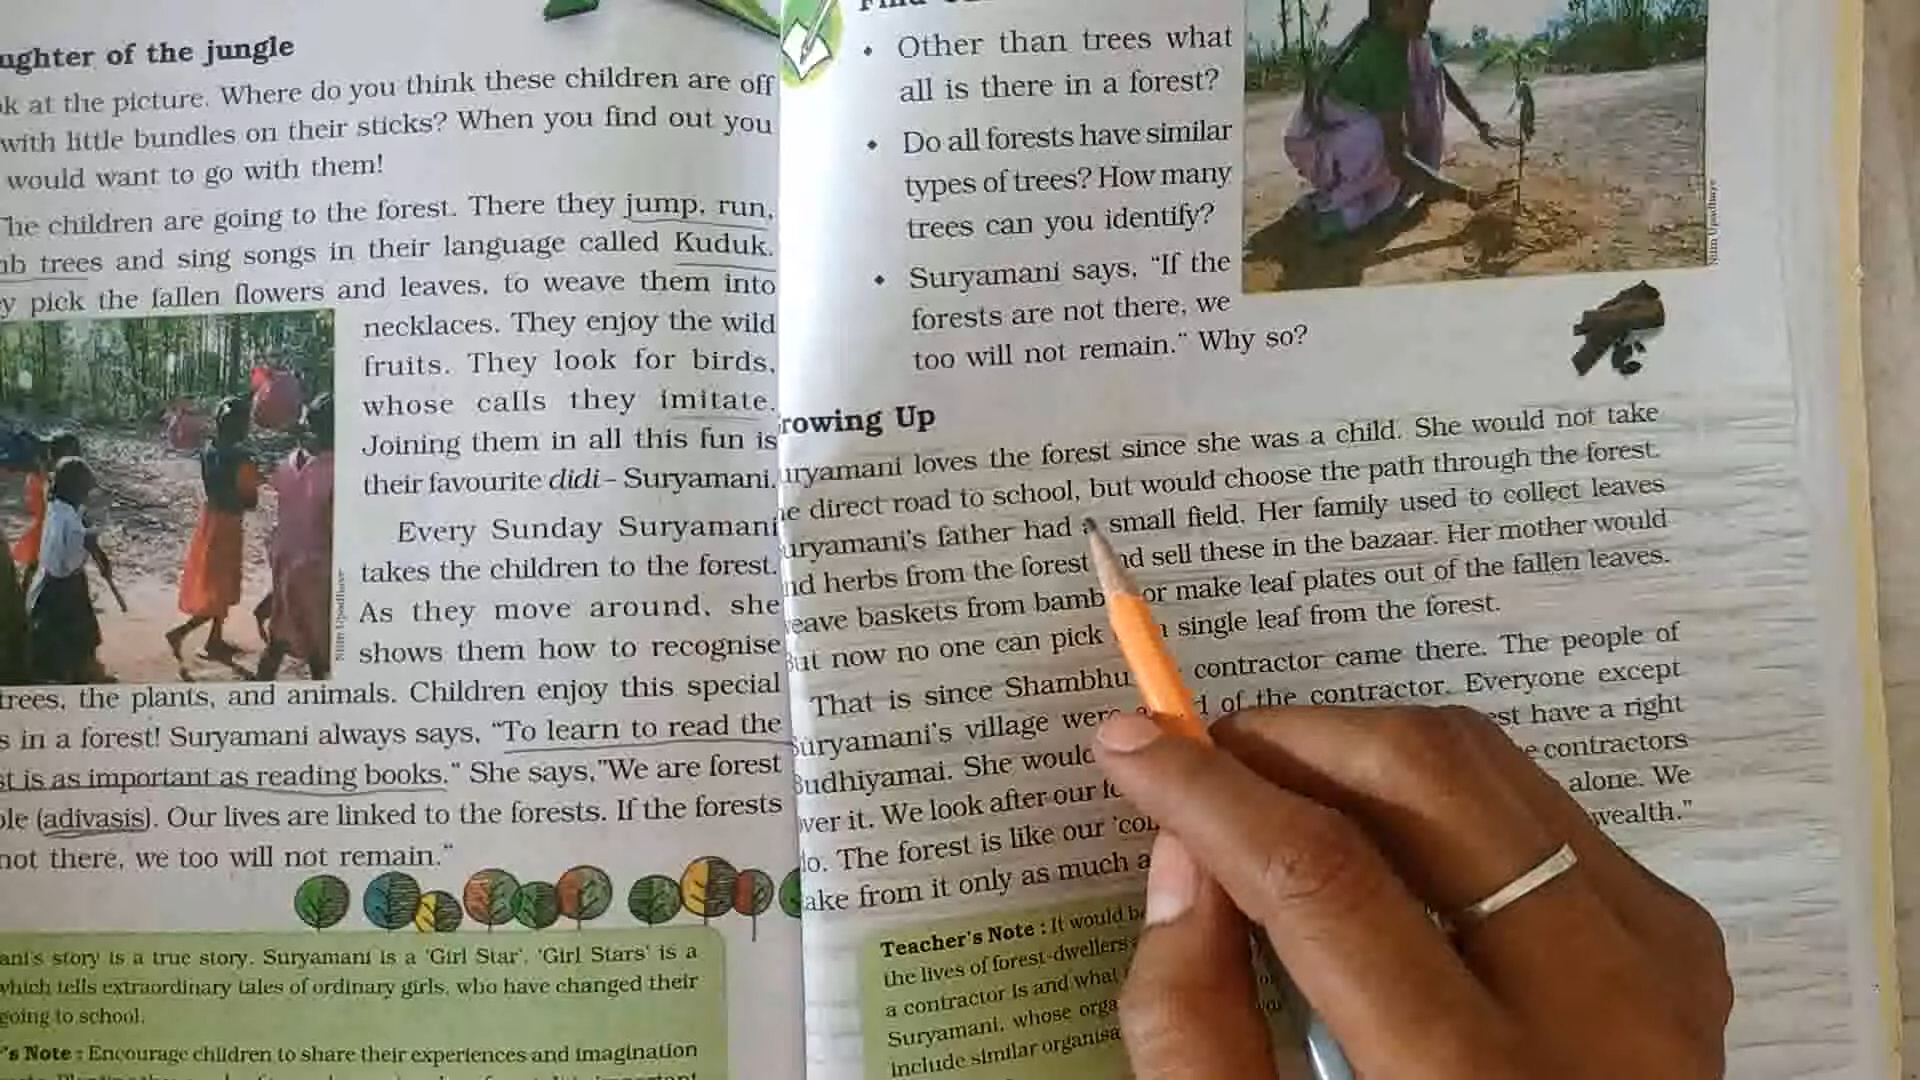 ughter of the jungle
k at the picture. Where do you think these children are off
with little bundles on their sticks? When you find out you
would want to go with them!
The children are going to the forest. There they jump, run,
mb trees and sing songs in their language called Kuduk.
y pick the fallen flowers and leaves, to weave them into
necklaces. They enjoy the wild
fruits. They look for birds,
whose calls they imitate.
Joining them in all this fun is
their favourite didi – Suryamani.
Every Sunday Suryamani
takes the children to the forest.
As they move around, she
shows them how to recognise
trees, the plants, and animals. Children enjoy this special
s in a forest! Suryamani always says, "To learn to read the
st is as important as reading books." She says,"We are forest
ple (adivasis). Our lives are linked to the forests. If the forests
not there, we too will not remain."
ani's story is a true story. Suryamani is a 'Girl Star'. 'Girl Stars' is a
which tells extraordinary tales of ordinary girls, who have changed their
going to school.
's Note : Encourage children to share their experiences and imagination
Nitin Upadhaye
• Other than trees what
all is there in a forest?
• Do all forests have similar
types of trees? How many
trees can you identify?
• Suryamani says, "If the
forests are not there, we
too will not remain." Why so?
Nitin Upadhaye
rowing Up
uryamani loves the forest since she was a child. She would not take
e direct road to school, but would choose the path through the forest.
uryamani's father had a small field. Her family used to collect leaves
nd herbs from the forest and sell these in the bazaar. Her mother would
eave baskets from bamb or make leaf plates out of the fallen leaves.
But now no one can pick a single leaf from the forest.
That is since Shambhu contractor came there. The people of
Suryamani's village were of the contractor. Everyone except
Budhiyamai. She would est have a right
ver it. We look after our fo e contractors
do. The forest is like our 'col alone. We
ake from it only as much a wealth."
Teacher's Note : It would be
the lives of forest-dwellers
a contractor is and what
Suryamani, whose orga
include similar organisa